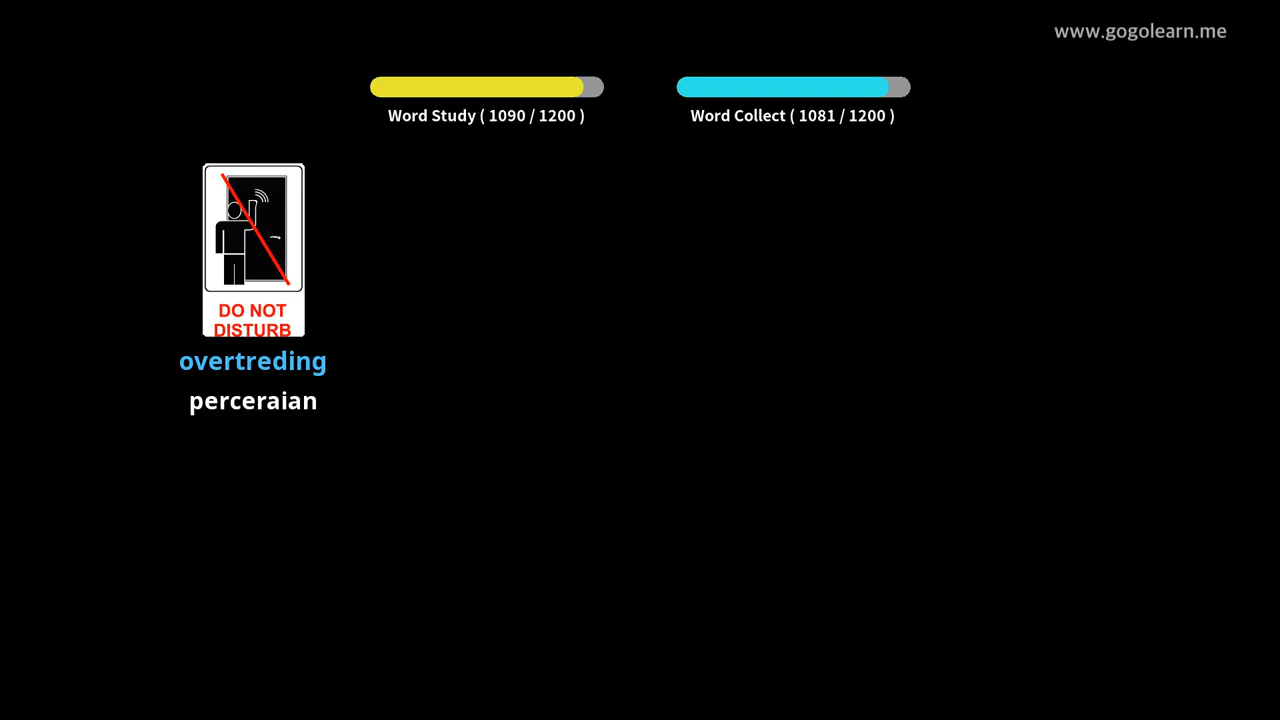 www.gogolearn.me
Word Study ( 1090 / 1200 )
Word Collect ( 1081 / 1200 )
DO NOT
DISTURB
overtreding
perceraian